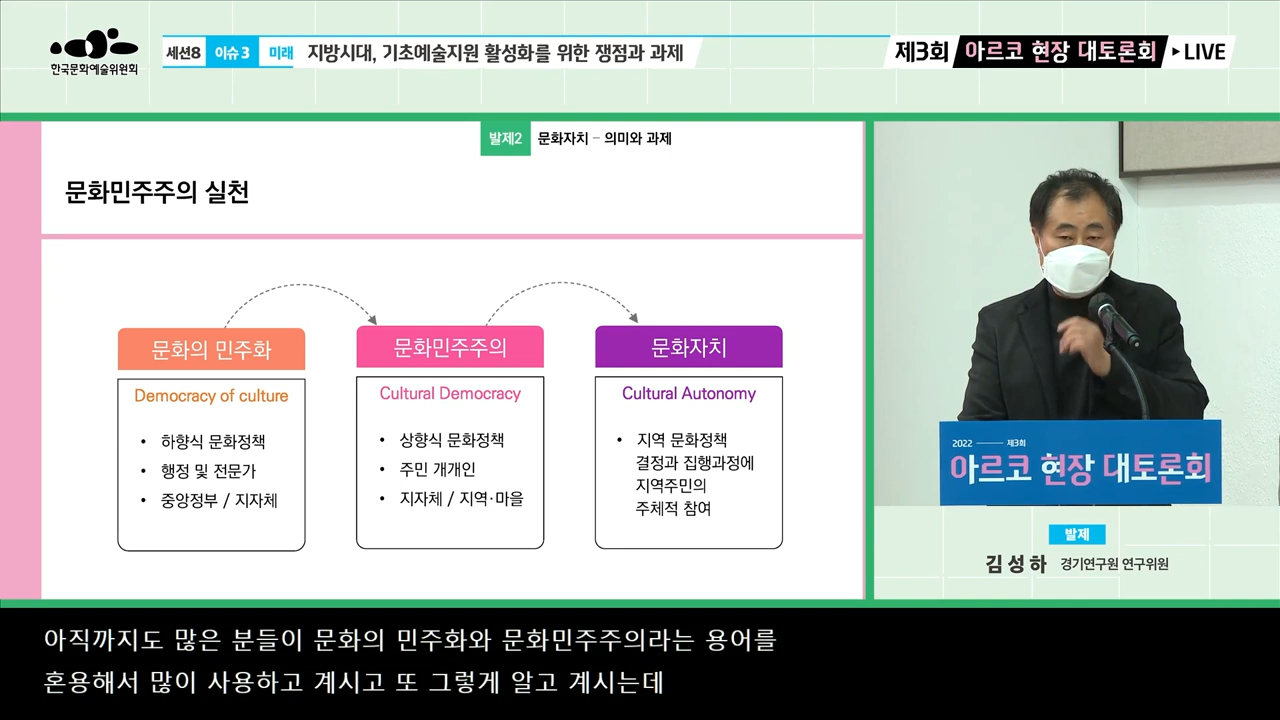 한국문화예술위원회
세션8 이슈 3 미래 지방시대, 기초예술지원 활성화를 위한 쟁점과 과제
제3회 아르코 현장 대토론회 ▶LIVE
발제2 문화자치 – 의미와 과제
문화민주주의 실천
문화의 민주화
Democracy of culture
• 하향식 문화정책
• 행정 및 전문가
• 중앙정부 / 지자체
문화민주주의
Cultural Democracy
• 상향식 문화정책
• 주민 개개인
• 지자체 / 지역·마을
문화자치
Cultural Autonomy
• 지역 문화정책
결정과 집행과정에
지역주민의
주체적 참여
2022 —— 제3회
아르코 현장 대토론회
발제
김성하 경기연구원 연구위원
아직까지도 많은 분들이 문화의 민주화와 문화민주주의라는 용어를
혼용해서 많이 사용하고 계시고 또 그렇게 알고 계시는데